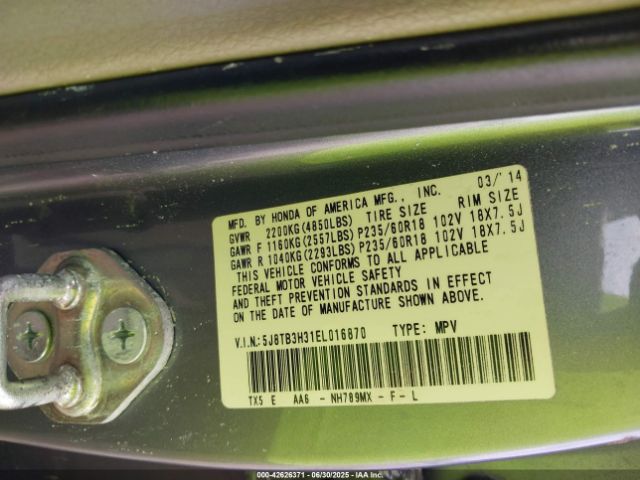 MFD. BY HONDA OF AMERICA MFG., INC. 03/'14
GVWR 2200KG(4850LBS) TIRE SIZE RIM SIZE
GAWR F 1160KG(2557LBS) P235/60R18 102V 18X7.5J
GAWR R 1040KG(2293LBS) P235/60R18 102V 18X7.5J
THIS VEHICLE CONFORMS TO ALL APPLICABLE
FEDERAL MOTOR VEHICLE SAFETY
AND THEFT PREVENTION STANDARDS IN EFFECT
ON THE DATE OF MANUFACTURE SHOWN ABOVE.
V.I.N:5J8TB3H31EL016870 TYPE: MPV
TX5 E AA6 - NH789MX - F - L
000-42626371 - 06/30/2025 - IAAI.com